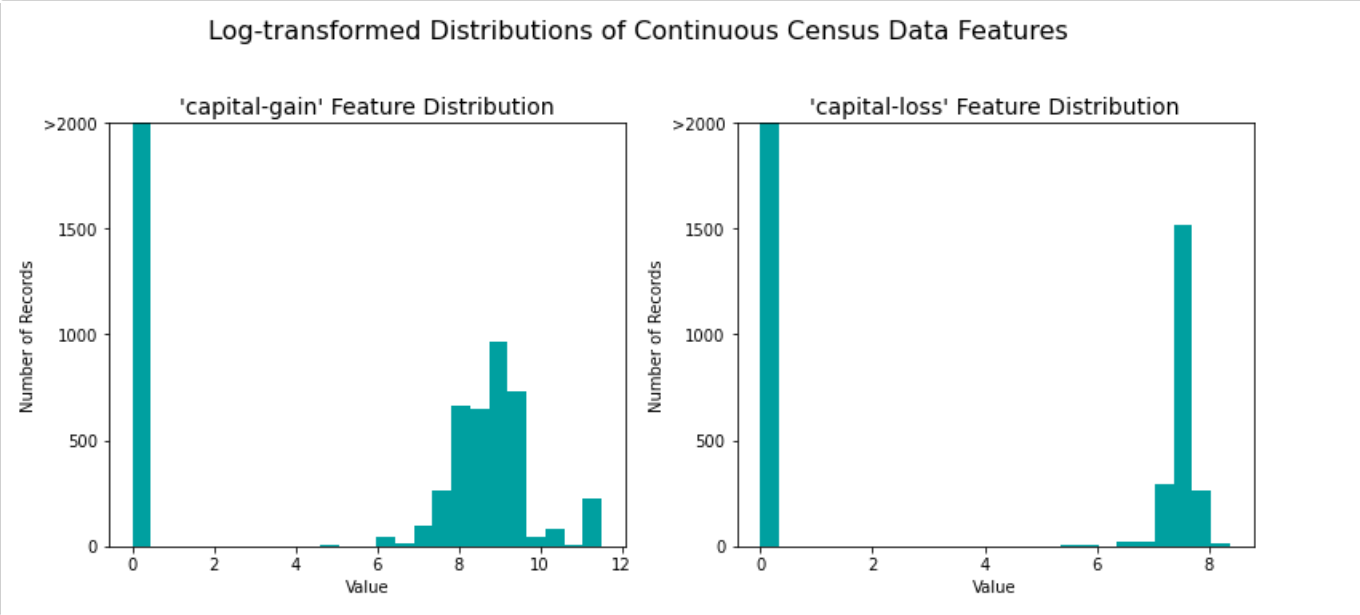 Log-transformed Distributions of Continuous Census Data Features
'capital-gain' Feature Distribution
>2000
1500
1000
500
0
Number of Records
0 2 4 6 8 10 12
Value
'capital-loss' Feature Distribution
>2000
1500
1000
500
0
Number of Records
0 2 4 6 8
Value